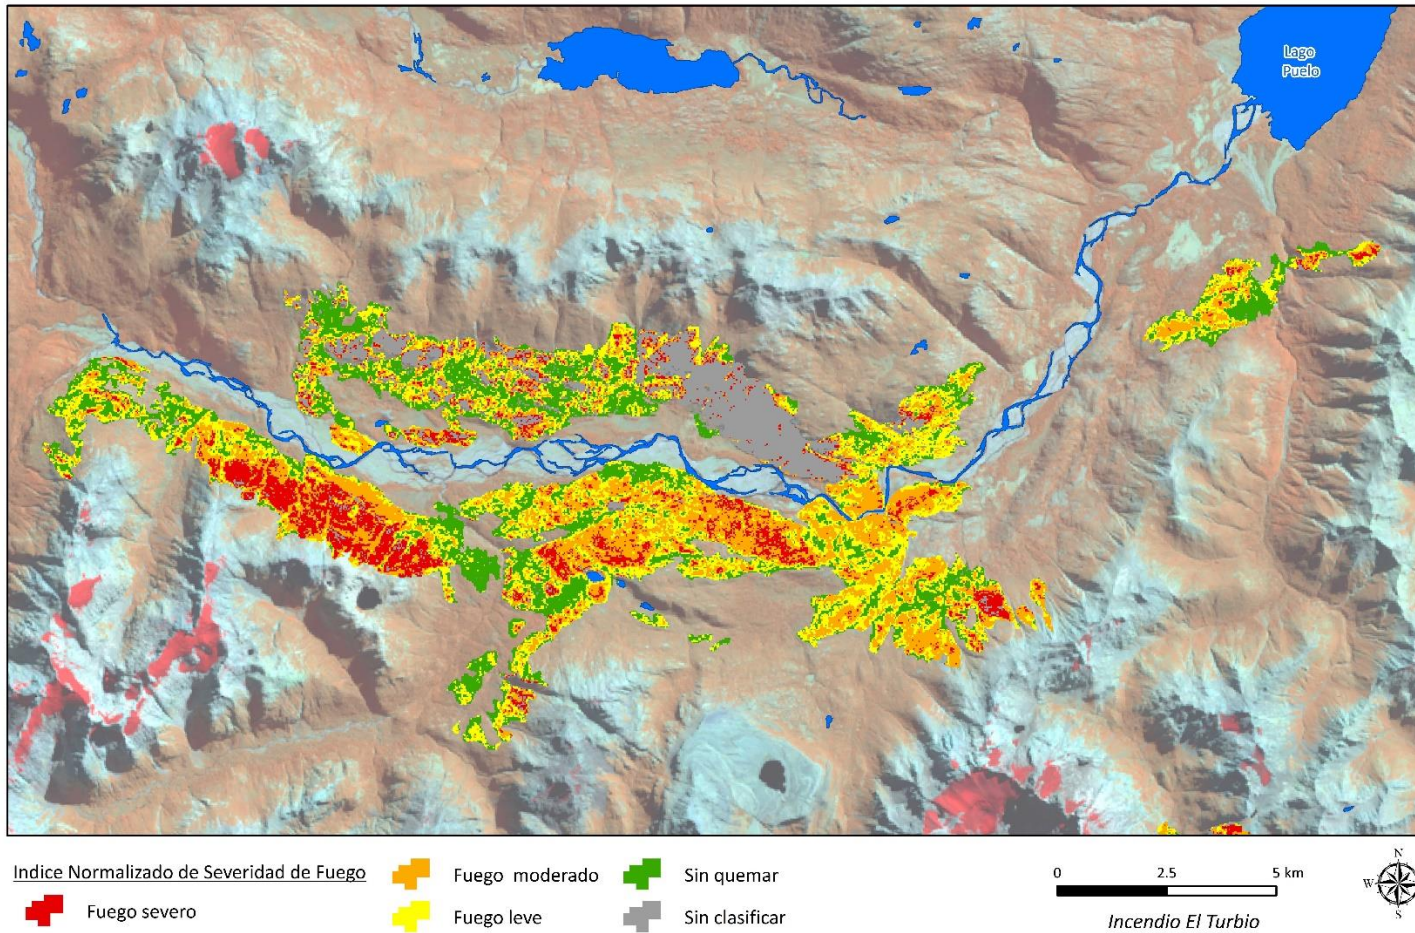 Lago
Puelo
Indice Normalizado de Severidad de Fuego
Fuego severo
Fuego moderado
Fuego leve
Sin quemar
Sin clasificar
0 2.5 5 km
Incendio El Turbio
N
W E
S